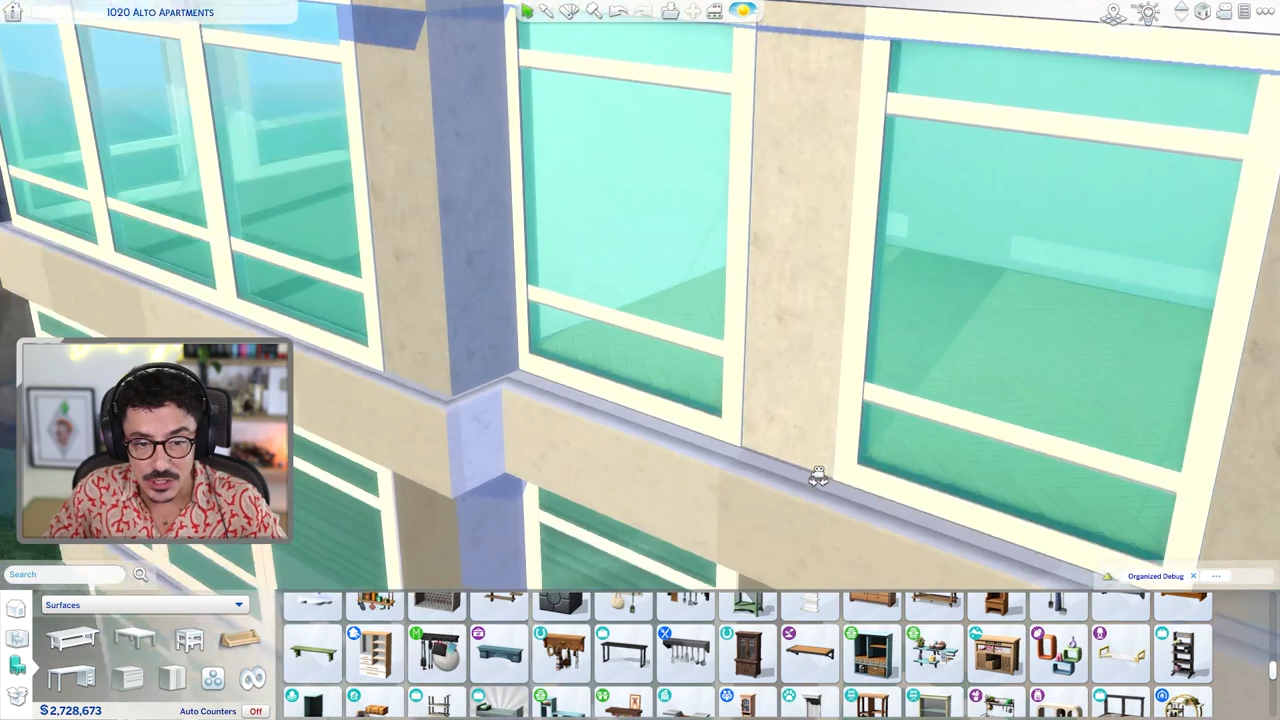 1020 Alto Apartments
Search
Organized Debug
Surfaces
§2,728,673
Auto Counters
Off